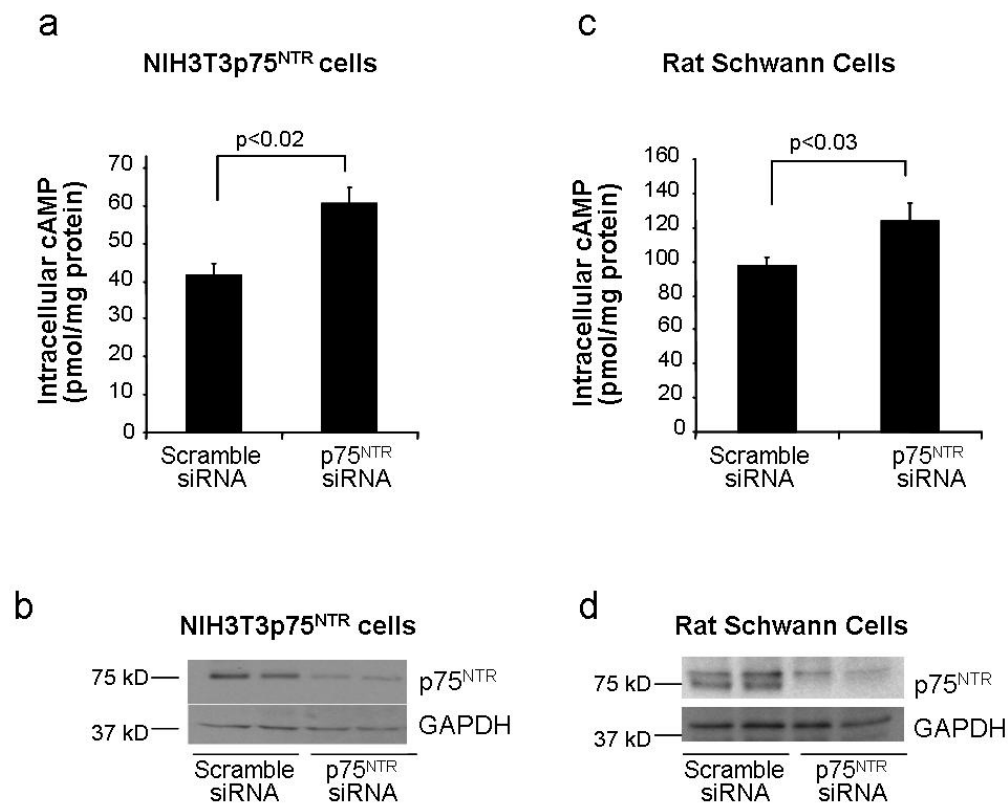 a
NIH3T3p75NTR cells
p<0.02
Intracellular cAMP
(pmol/mg protein)
70
60
50
40
30
20
10
0
Scramble
siRNA
p75NTR
siRNA
c
Rat Schwann Cells
p<0.03
Intracellular cAMP
(pmol/mg protein)
160
140
120
100
80
60
40
20
0
Scramble
siRNA
p75NTR
siRNA
b
NIH3T3p75NTR cells
75 kD
p75NTR
37 kD
GAPDH
Scramble
siRNA
p75NTR
siRNA
d
Rat Schwann Cells
75 kD
p75NTR
37 kD
GAPDH
Scramble
siRNA
p75NTR
siRNA